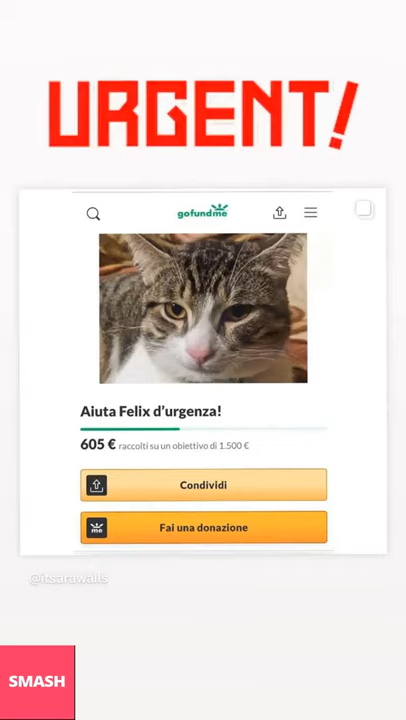 URGENT!
gofundme
Aiuta Felix d'urgenza!
605 € raccolti su un obiettivo di 1.500 €
Condividi
me Fai una donazione
@itsarawalls
SMASH